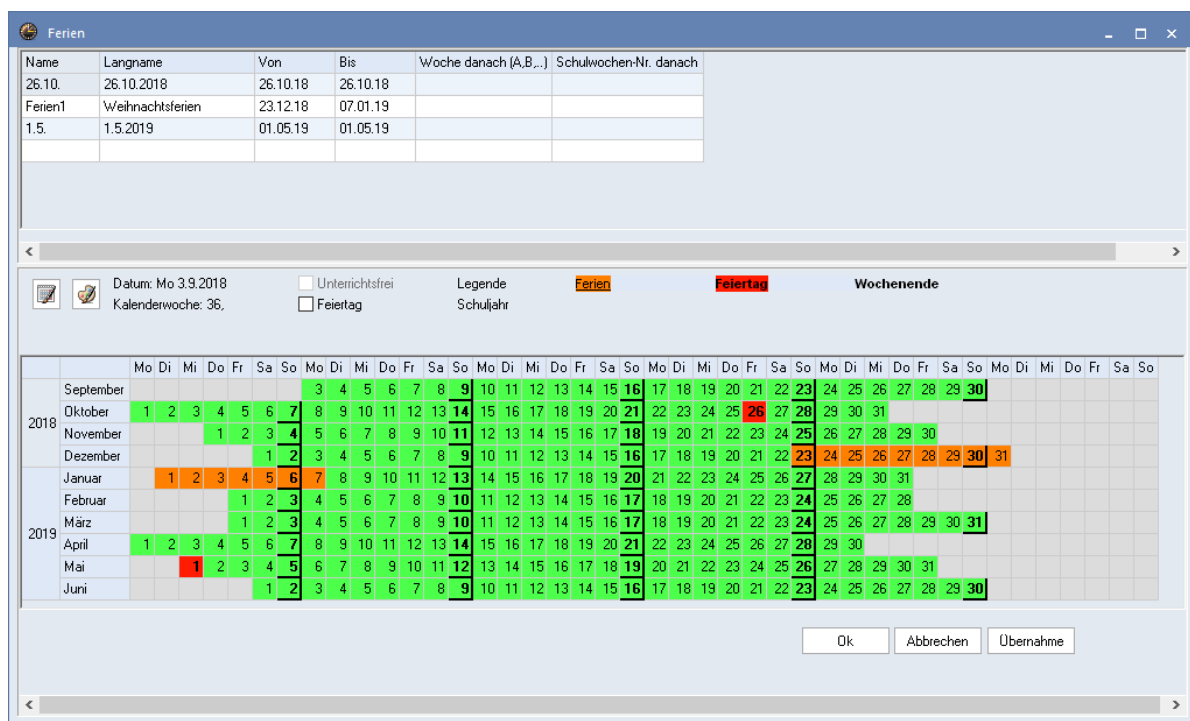 Ferien
Name Langname Von Bis Woche danach (A,B,..) Schulwochen-Nr. danach
26.10. 26.10.2018 26.10.18 26.10.18
Ferien1 Weihnachtsferien 23.12.18 07.01.19
1.5. 1.5.2019 01.05.19 01.05.19
Datum: Mo 3.9.2018 Unterrichtsfrei Legende Ferien Feiertag Wochenende
Kalenderwoche: 36, Feiertag Schuljahr
Mo Di Mi Do Fr Sa So Mo Di Mi Do Fr Sa So Mo Di Mi Do Fr Sa So Mo Di Mi Do Fr Sa So Mo Di Mi Do Fr Sa So Mo Di Mi Do Fr Sa So
September 3 4 5 6 7 8 9 10 11 12 13 14 15 16 17 18 19 20 21 22 23 24 25 26 27 28 29 30
2018 Oktober 1 2 3 4 5 6 7 8 9 10 11 12 13 14 15 16 17 18 19 20 21 22 23 24 25 26 27 28 29 30 31
November 1 2 3 4 5 6 7 8 9 10 11 12 13 14 15 16 17 18 19 20 21 22 23 24 25 26 27 28 29 30
Dezember 1 2 3 4 5 6 7 8 9 10 11 12 13 14 15 16 17 18 19 20 21 22 23 24 25 26 27 28 29 30 31
Januar 1 2 3 4 5 6 7 8 9 10 11 12 13 14 15 16 17 18 19 20 21 22 23 24 25 26 27 28 29 30 31
Februar 1 2 3 4 5 6 7 8 9 10 11 12 13 14 15 16 17 18 19 20 21 22 23 24 25 26 27 28
März 1 2 3 4 5 6 7 8 9 10 11 12 13 14 15 16 17 18 19 20 21 22 23 24 25 26 27 28 29 30 31
2019 April 1 2 3 4 5 6 7 8 9 10 11 12 13 14 15 16 17 18 19 20 21 22 23 24 25 26 27 28 29 30
Mai 1 2 3 4 5 6 7 8 9 10 11 12 13 14 15 16 17 18 19 20 21 22 23 24 25 26 27 28 29 30 31
Juni 1 2 3 4 5 6 7 8 9 10 11 12 13 14 15 16 17 18 19 20 21 22 23 24 25 26 27 28 29 30
Ok Abbrechen Übernahme